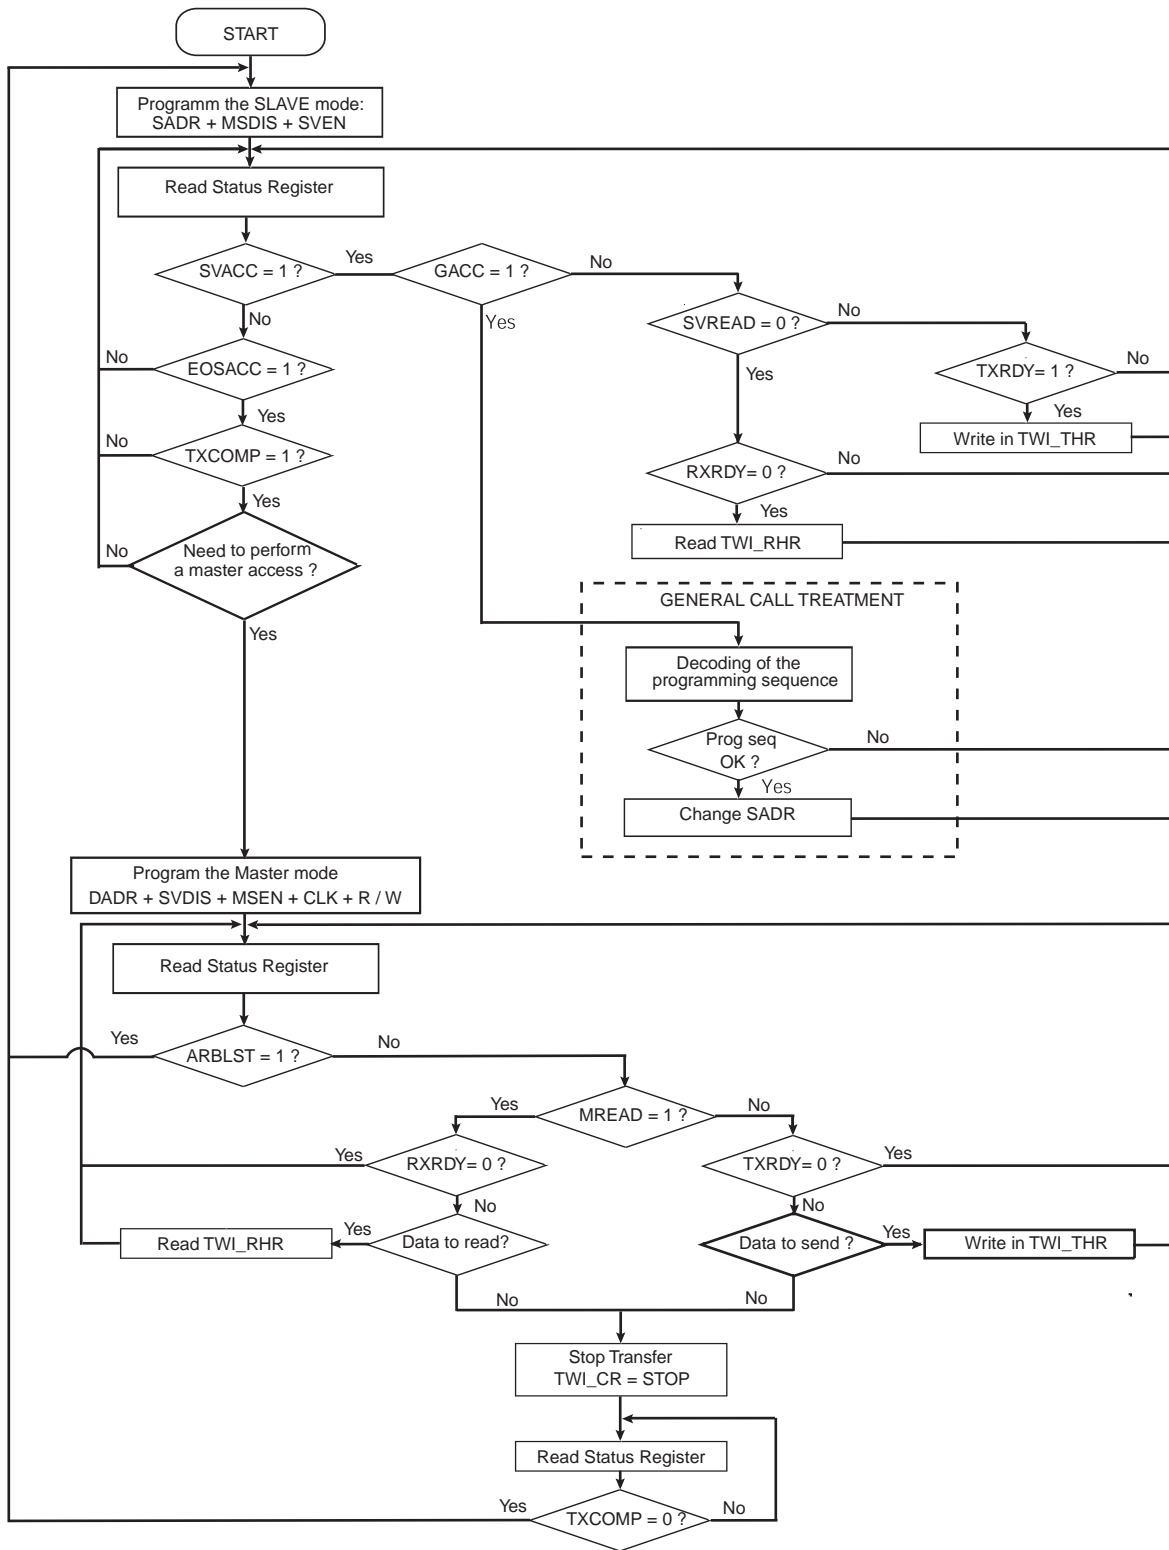 START
Programm the SLAVE mode:
SADR + MSDIS + SVEN
Read Status Register
SVACC = 1 ?
Yes
GACC = 1 ?
No
No
Yes
SVREAD = 0 ?
No
EOSACC = 1 ?
No
Yes
Yes
TXRDY= 1 ?
No
Yes
Write in TWI_THR
TXCOMP = 1 ?
No
Yes
RXRDY= 0 ?
No
Yes
Read TWI_RHR
Need to perform
a master access ?
No
Yes
GENERAL CALL TREATMENT
Decoding of the
programming sequence
Prog seq
OK ?
No
Yes
Change SADR
Program the Master mode
DADR + SVDIS + MSEN + CLK + R / W
Read Status Register
Yes
ARBLST = 1 ?
No
Yes
MREAD = 1 ?
No
Yes
RXRDY= 0 ?
TXRDY= 0 ?
Yes
No
No
Read TWI_RHR
Yes
Data to read?
Data to send ?
Yes
Write in TWI_THR
No
No
Stop Transfer
TWI_CR = STOP
Read Status Register
Yes
TXCOMP = 0 ?
No